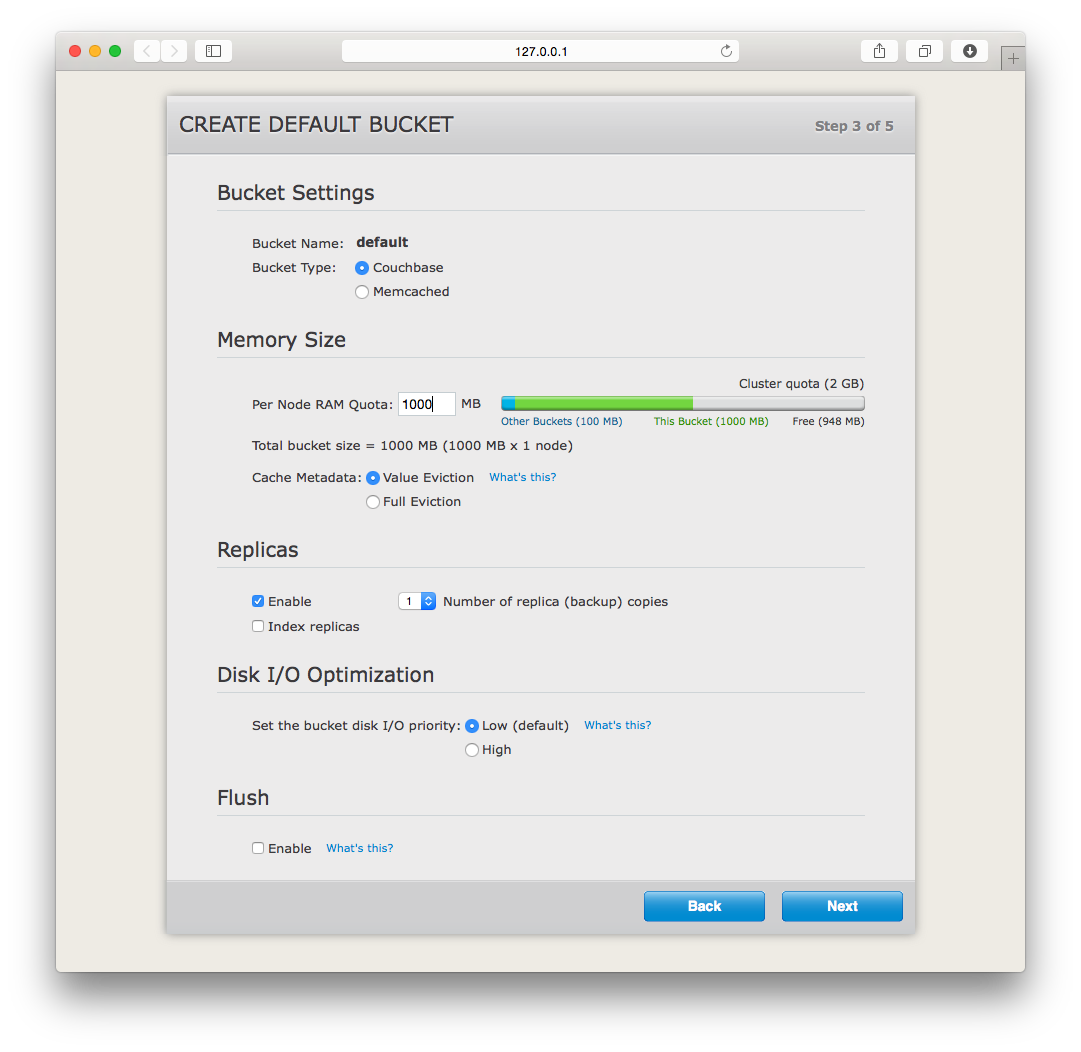 127.0.0.1
CREATE DEFAULT BUCKET Step 3 of 5
Bucket Settings
Bucket Name: default
Bucket Type: Couchbase
Memcached
Memory Size
Cluster quota (2 GB)
Per Node RAM Quota: 1000 MB
Other Buckets (100 MB) This Bucket (1000 MB) Free (948 MB)
Total bucket size = 1000 MB (1000 MB x 1 node)
Cache Metadata: Value Eviction What's this?
Full Eviction
Replicas
Enable 1 Number of replica (backup) copies
Index replicas
Disk I/O Optimization
Set the bucket disk I/O priority: Low (default) What's this?
High
Flush
Enable What's this?
Back Next